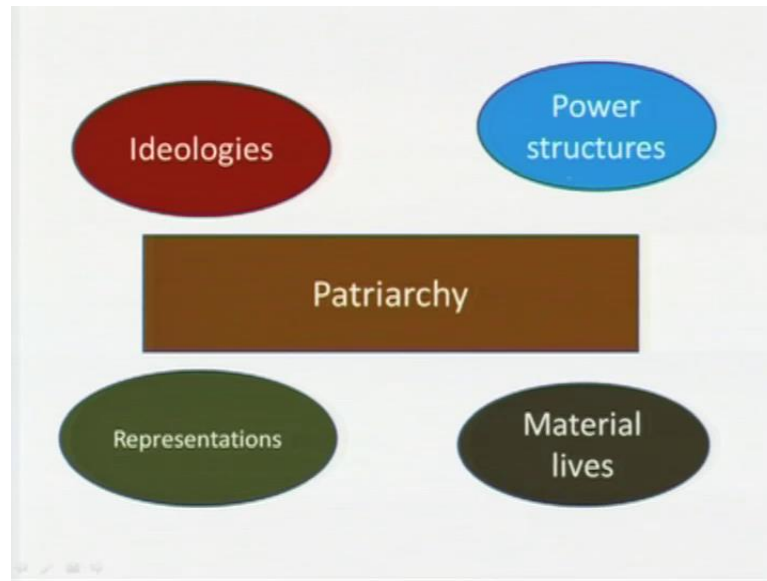 Ideologies
Power
structures
Patriarchy
Representations
Material
lives